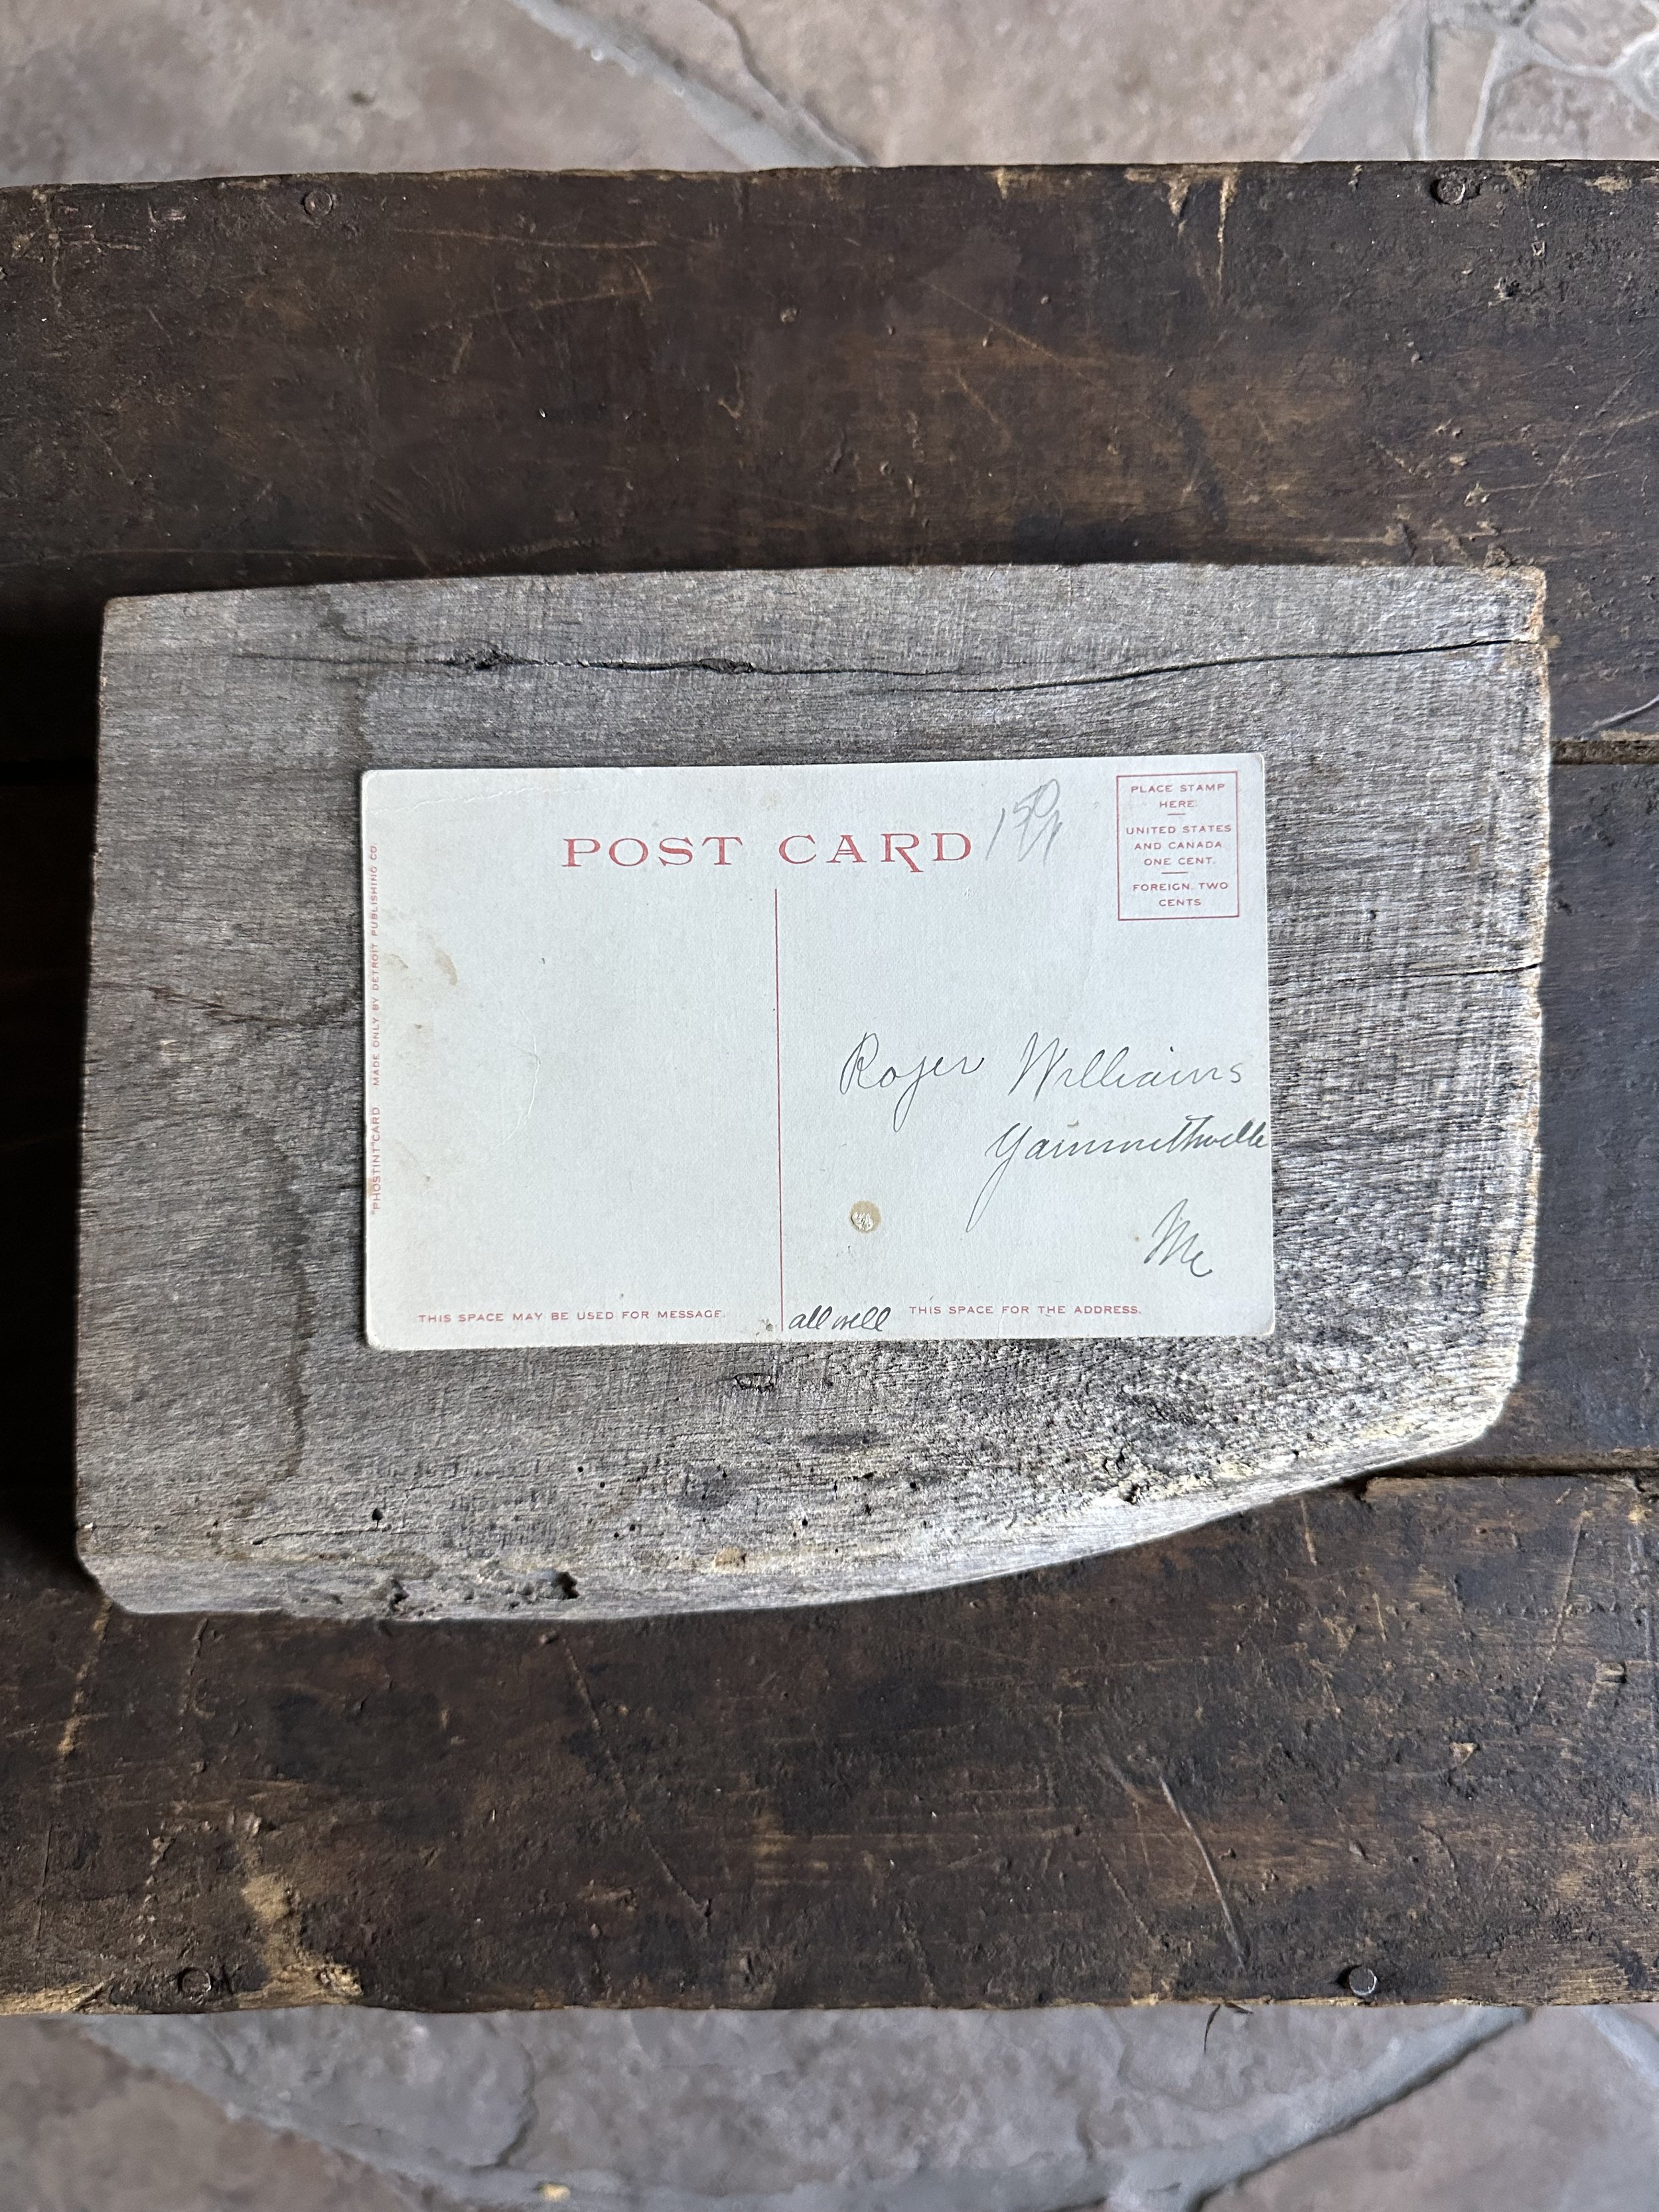 POST CARD
PLACE STAMP
HERE
UNITED STATES
AND CANADA
ONE CENT.
FOREIGN. TWO
CENTS
"PHOSTINT" CARD MADE ONLY BY DETROIT PUBLISHING CO.
Roger Williams
Me
THIS SPACE MAY BE USED FOR MESSAGE.
all well
THIS SPACE FOR THE ADDRESS.